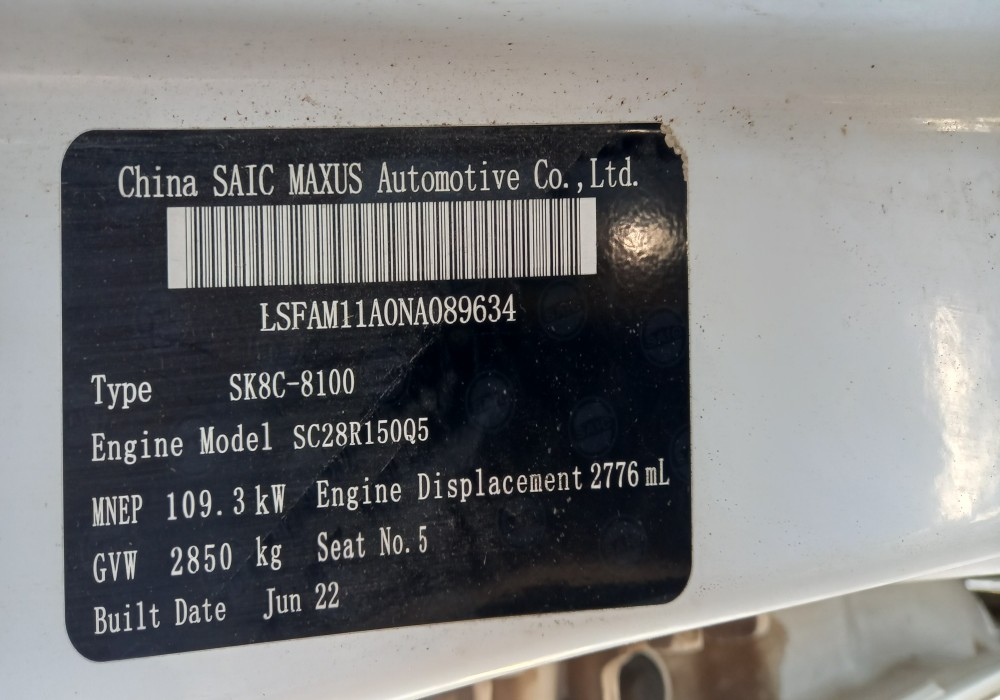 China SAIC MAXUS Automotive Co.,Ltd.
LSFAM11A0NA089634
Type SK8C-8100
Engine Model SC28R150Q5
MNEP 109.3 kW Engine Displacement 2776 mL
GVW 2850 kg Seat No. 5
Built Date Jun 22